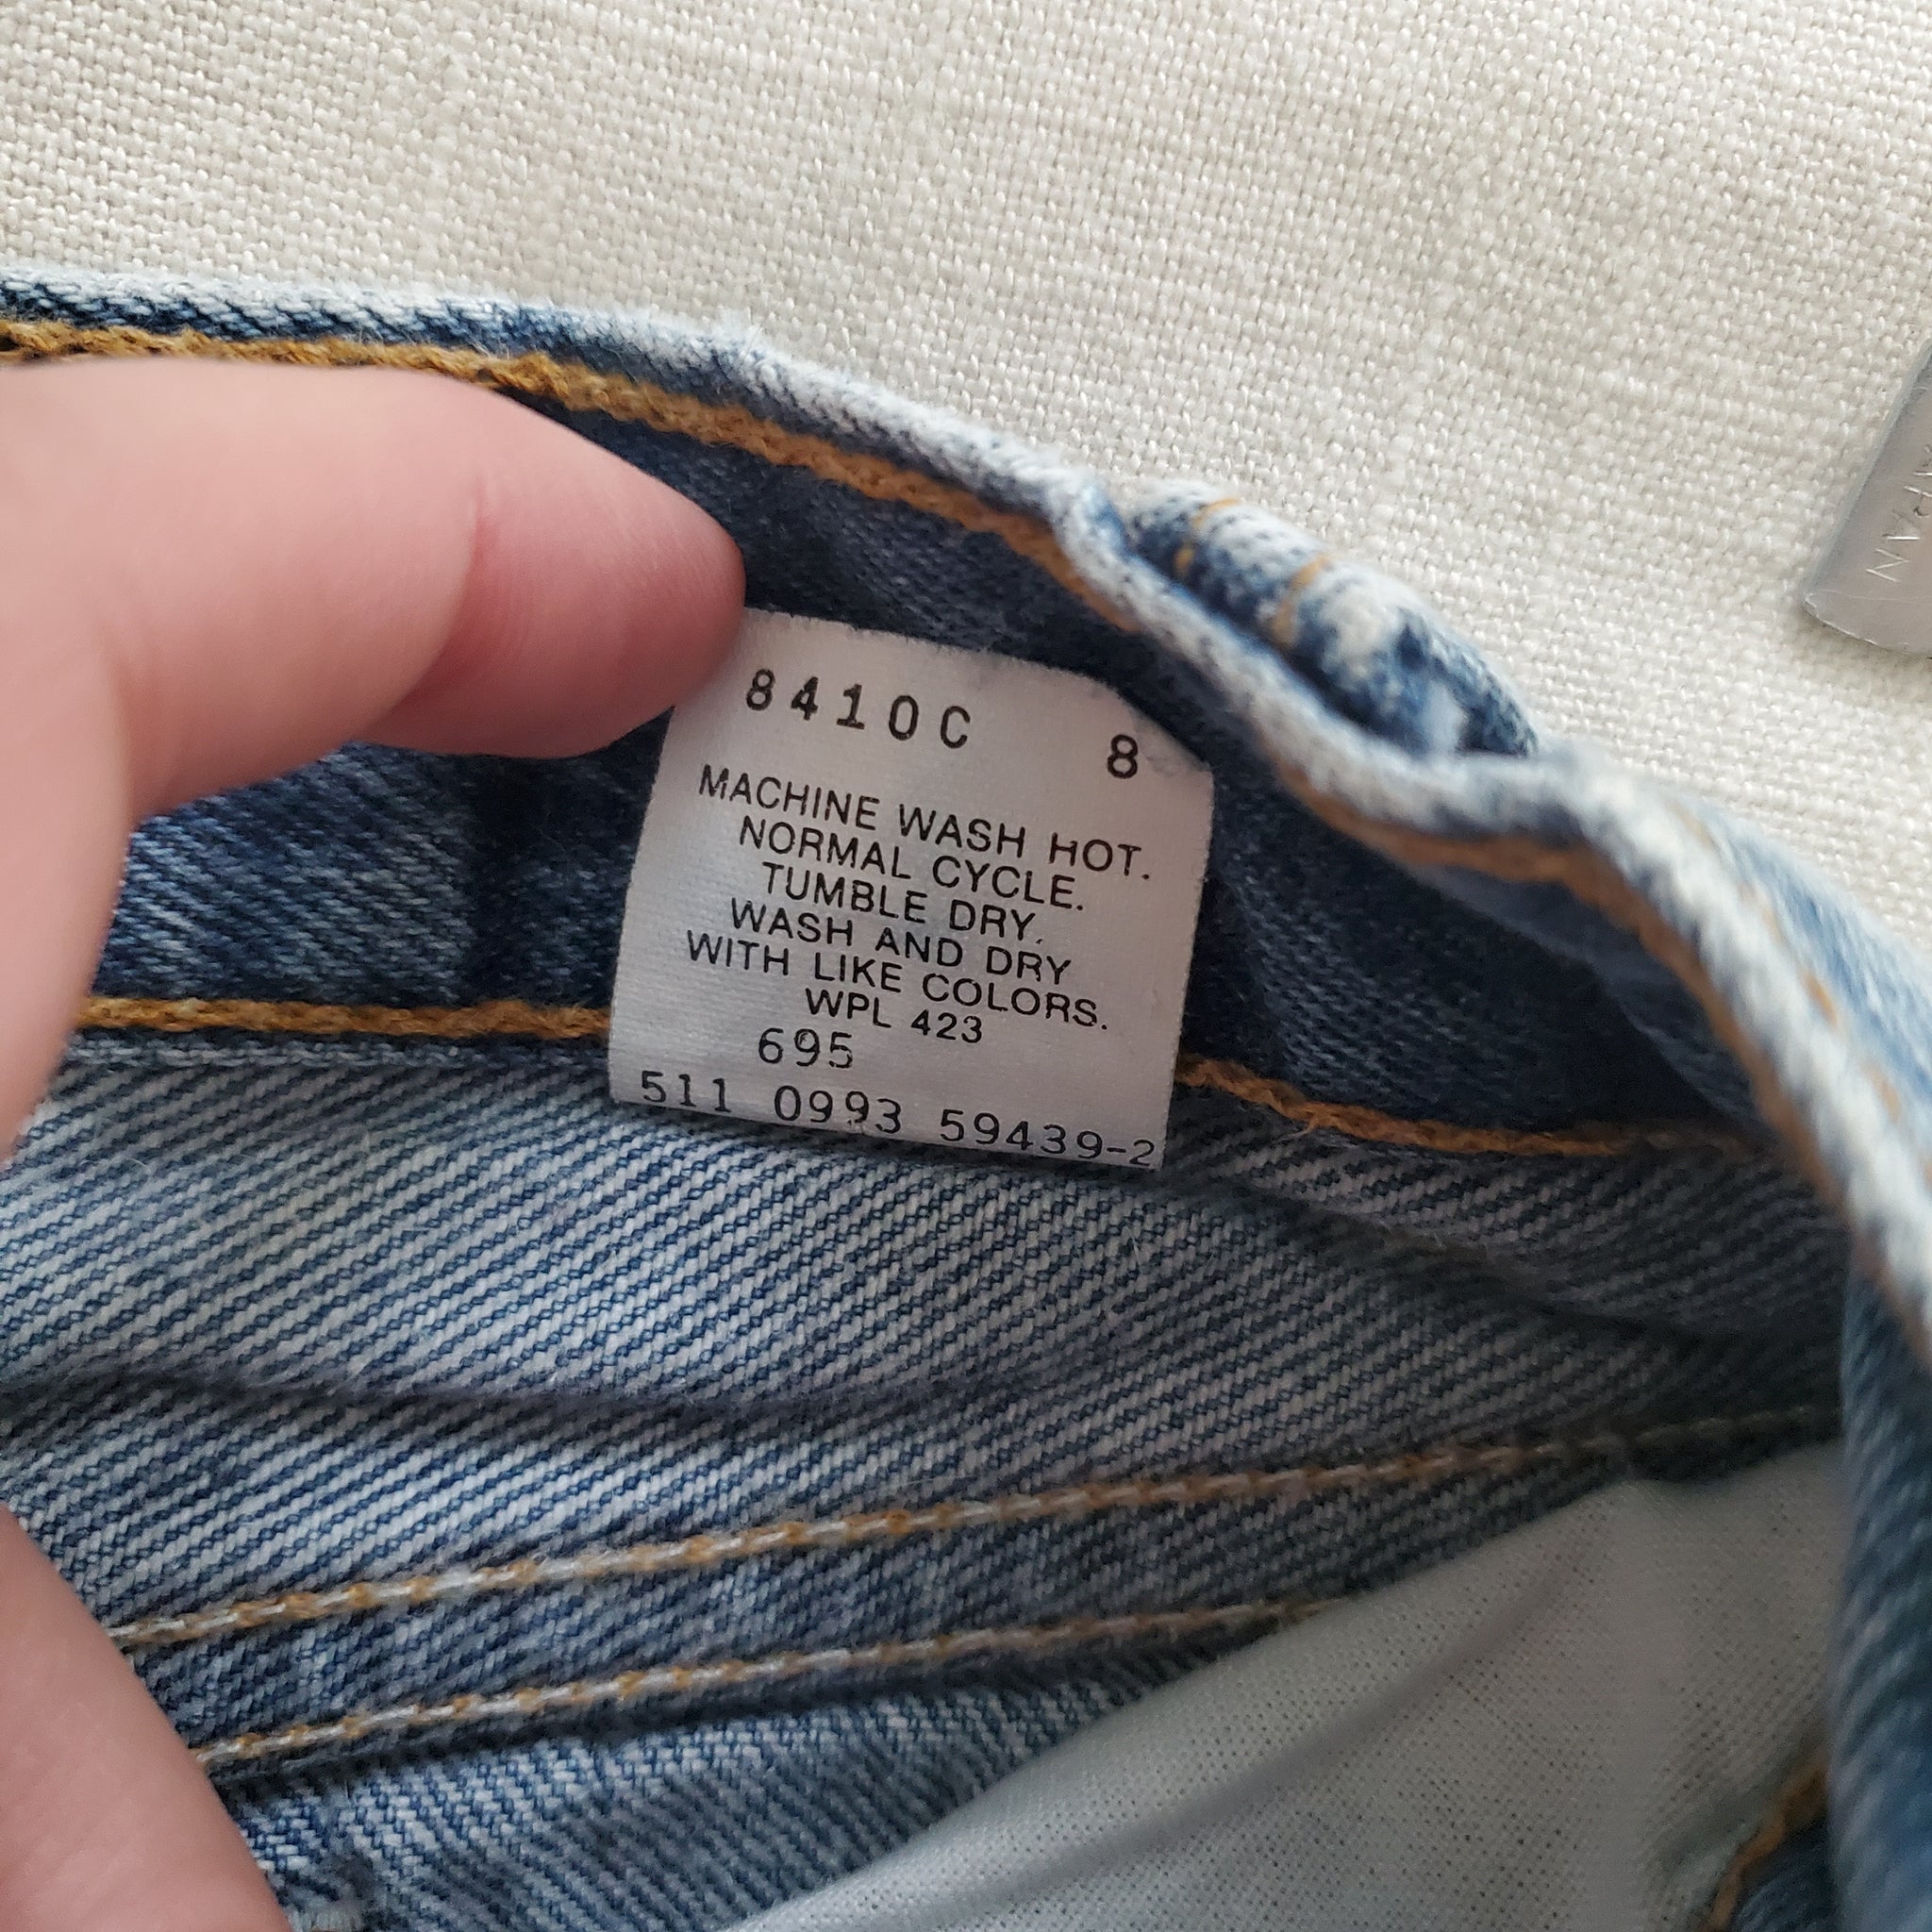 8410C 8
MACHINE WASH HOT.
NORMAL CYCLE.
TUMBLE DRY.
WASH AND DRY
WITH LIKE COLORS.
WPL 423
695
511 0993 59439-2